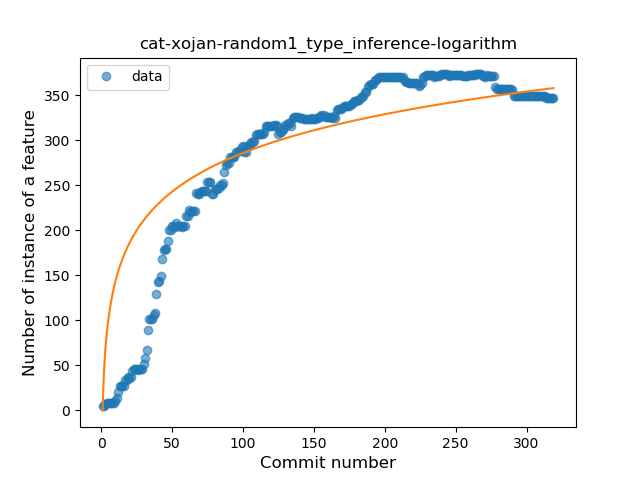 cat-xojan-random1_type_inference-logarithm
data
Number of instance of a feature
350
300
250
200
150
100
50
0
0 50 100 150 200 250 300
Commit number